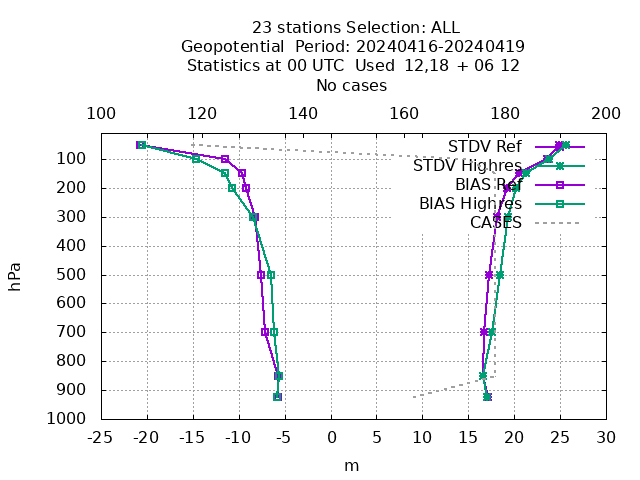 23 stations Selection: ALL
Geopotential  Period: 20240416-20240419
Statistics at 00 UTC  Used  12,18 + 06 12
No cases
100 120 140 160 180 200
STDV Ref
STDV Highres
BIAS Ref
BIAS Highres
CASES
hPa
100
200
300
400
500
600
700
800
900
1000
-25 -20 -15 -10 -5 0 5 10 15 20 25 30
m